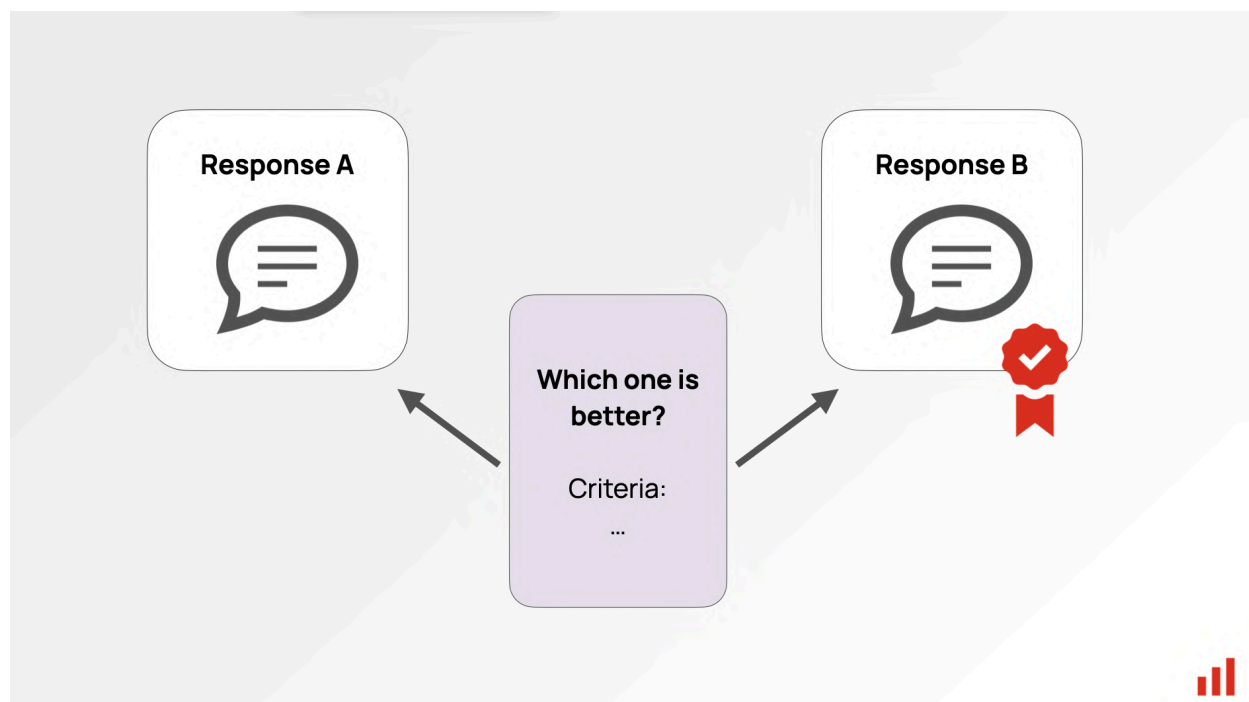 Response A
Response B
Which one is
better?
Criteria:
...